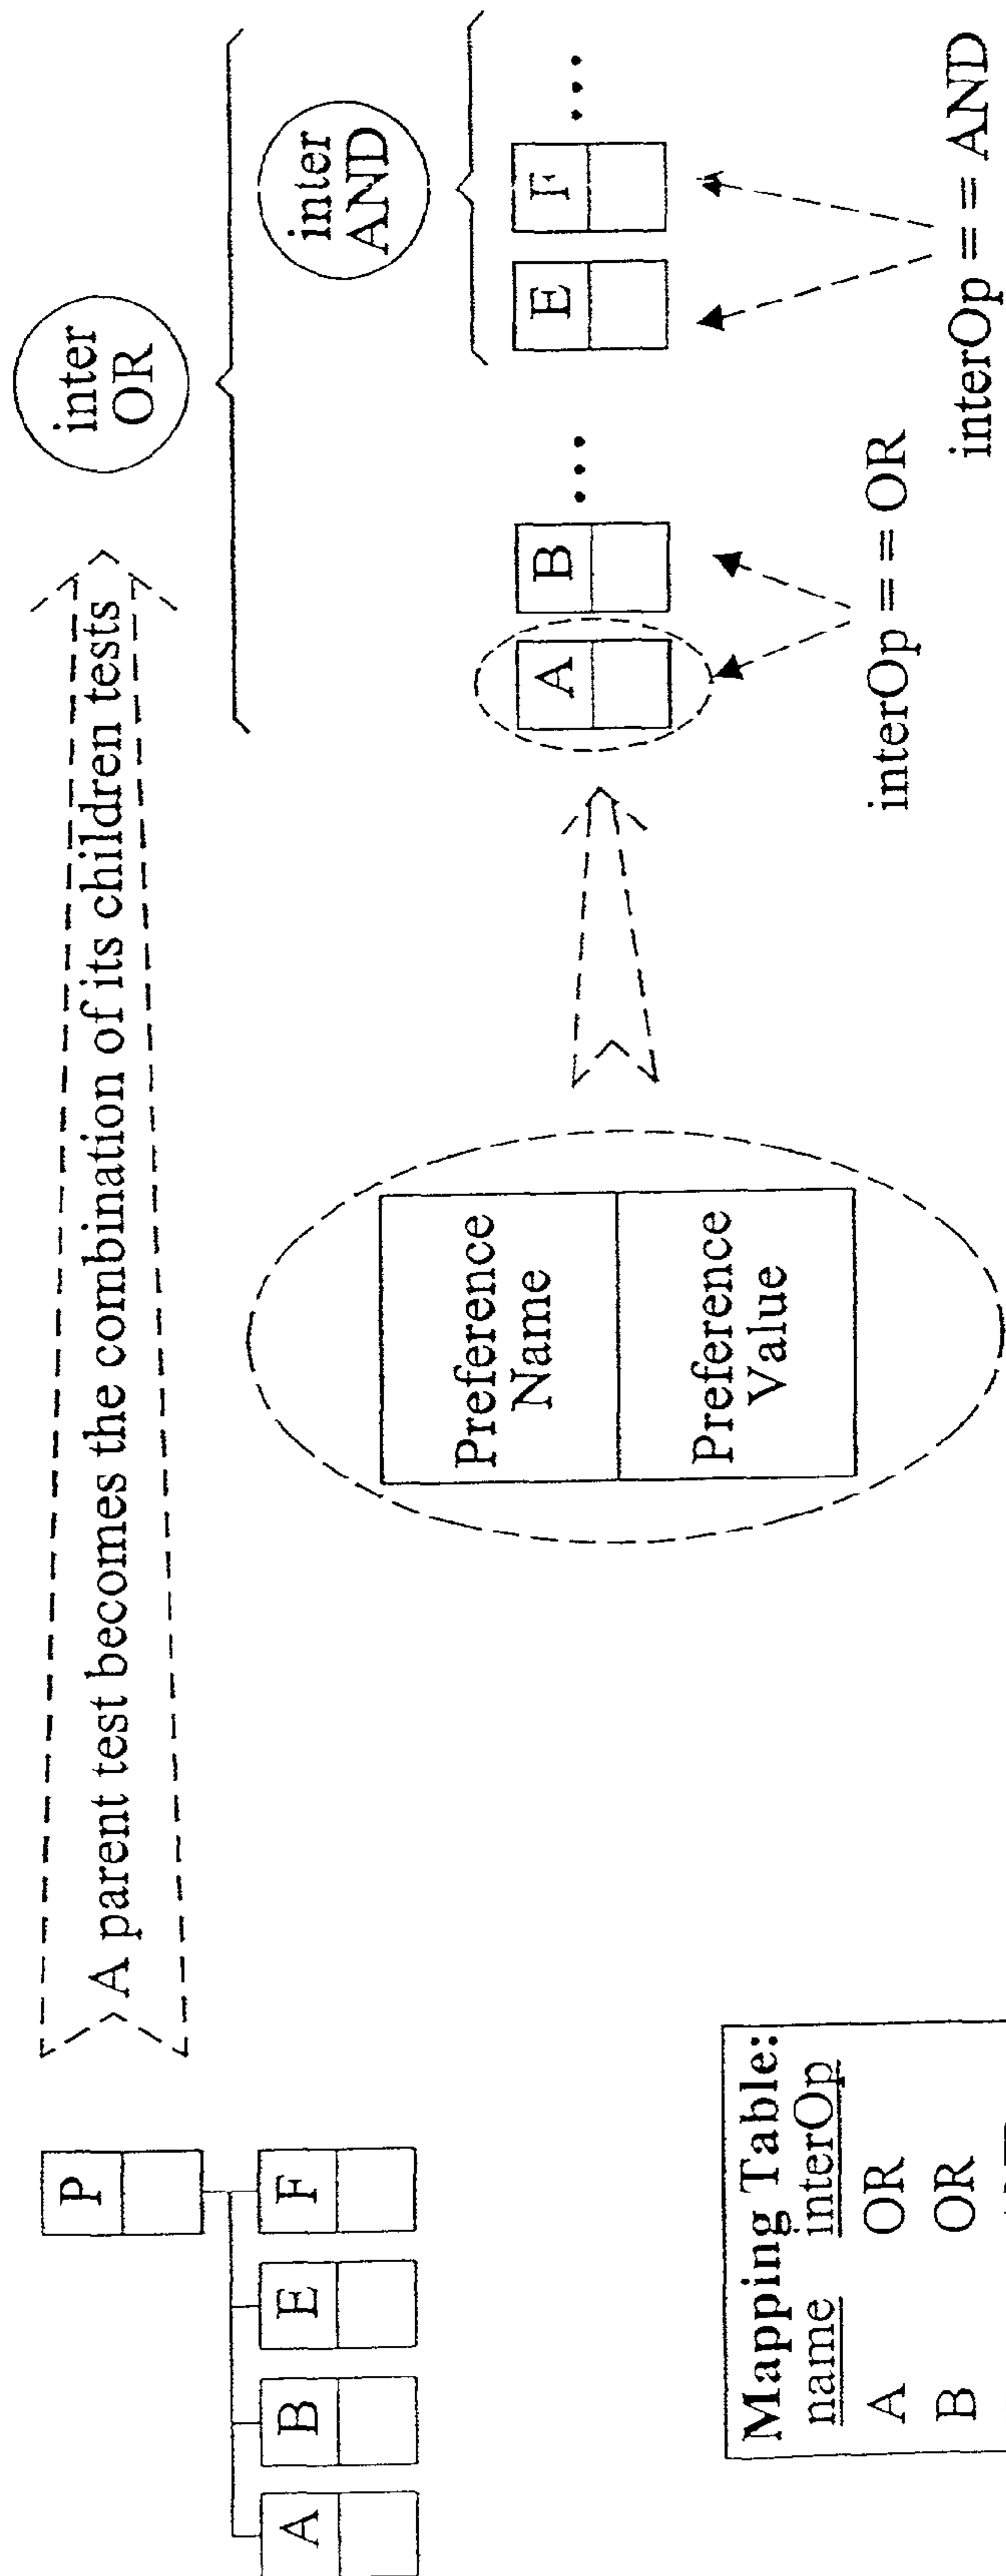 P
A B E F
A parent test becomes the combination of its children tests
inter
OR
inter
AND
Preference
Name
Preference
Value
A B ... E F ...
interOp = = OR
interOp = = AND
Mapping Table:
name interOp
A OR
B OR